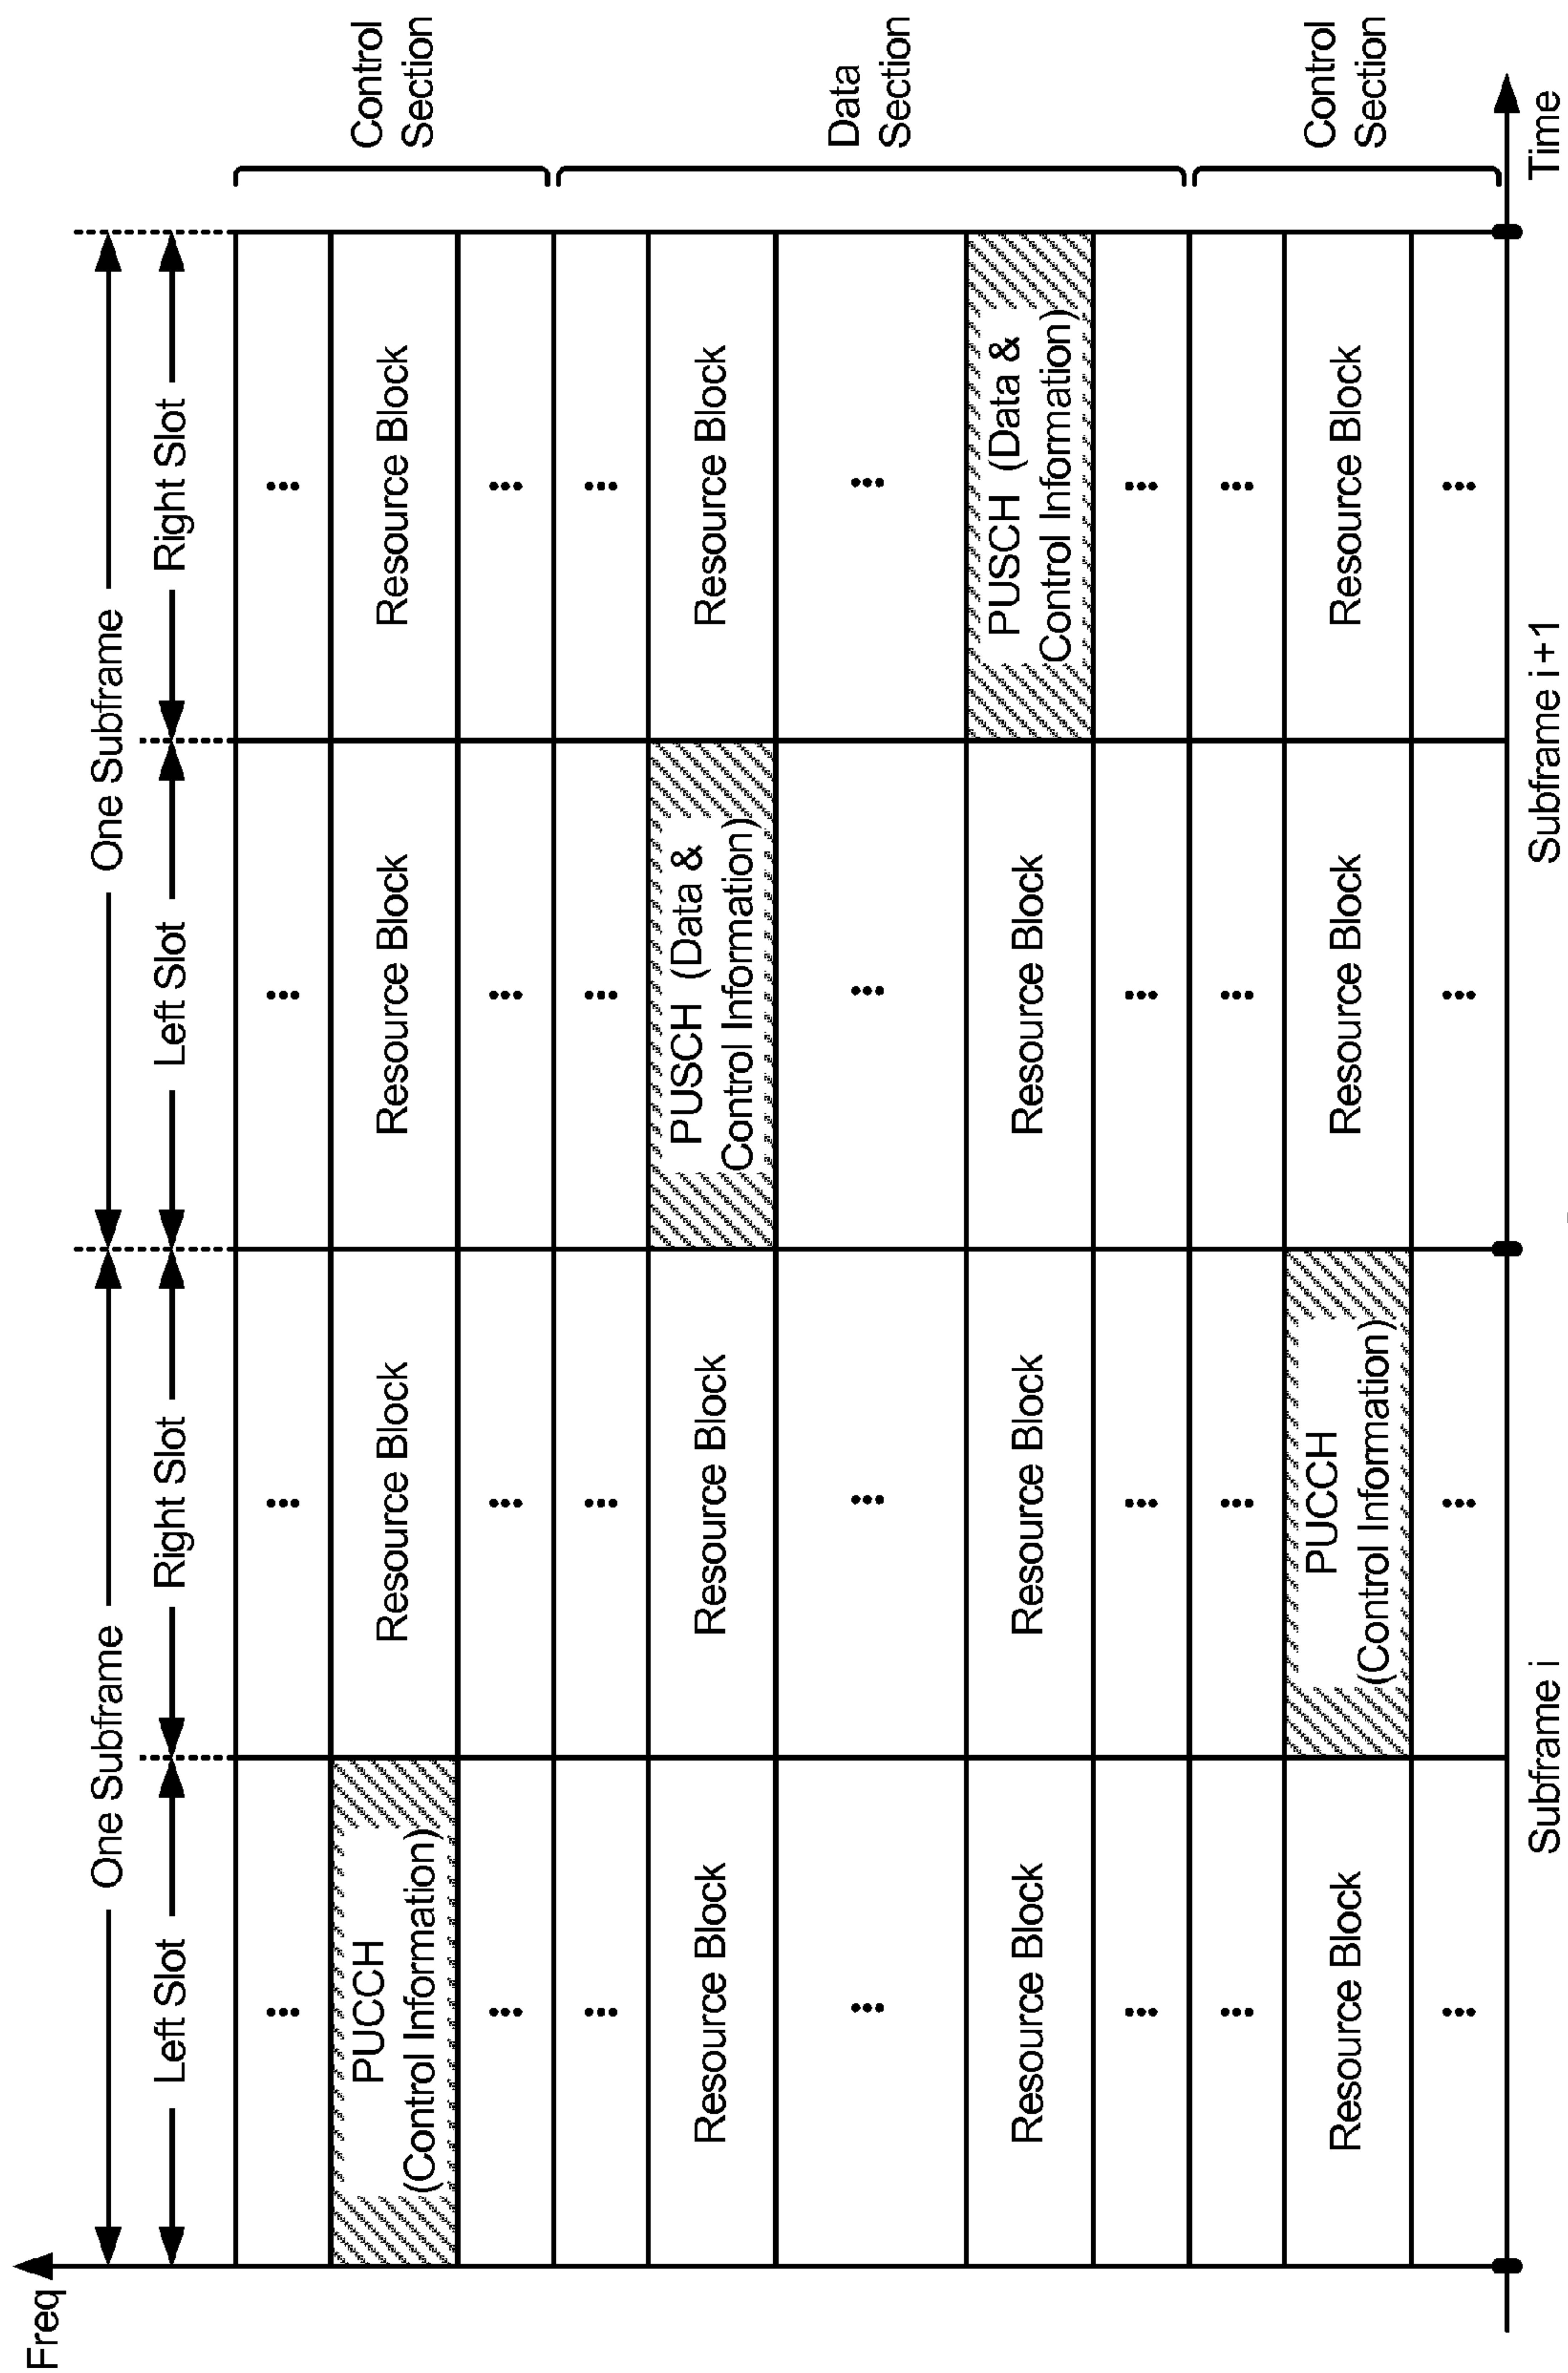 Freq
One Subframe
One Subframe
Left Slot
Right Slot
Left Slot
Right Slot
...
...
...
...
PUCCH
(Control Information)
Resource Block
Resource Block
Resource Block
Control
Section
...
...
...
...
...
...
...
...
Resource Block
Resource Block
PUSCH (Data &
Control Information)
Resource Block
...
...
...
...
Data
Section
Resource Block
Resource Block
Resource Block
PUSCH (Data &
Control Information)
...
...
...
...
...
...
...
...
Resource Block
PUCCH
(Control Information)
Resource Block
Resource Block
Control
Section
...
...
...
...
Subframe i
Subframe i+1
Time